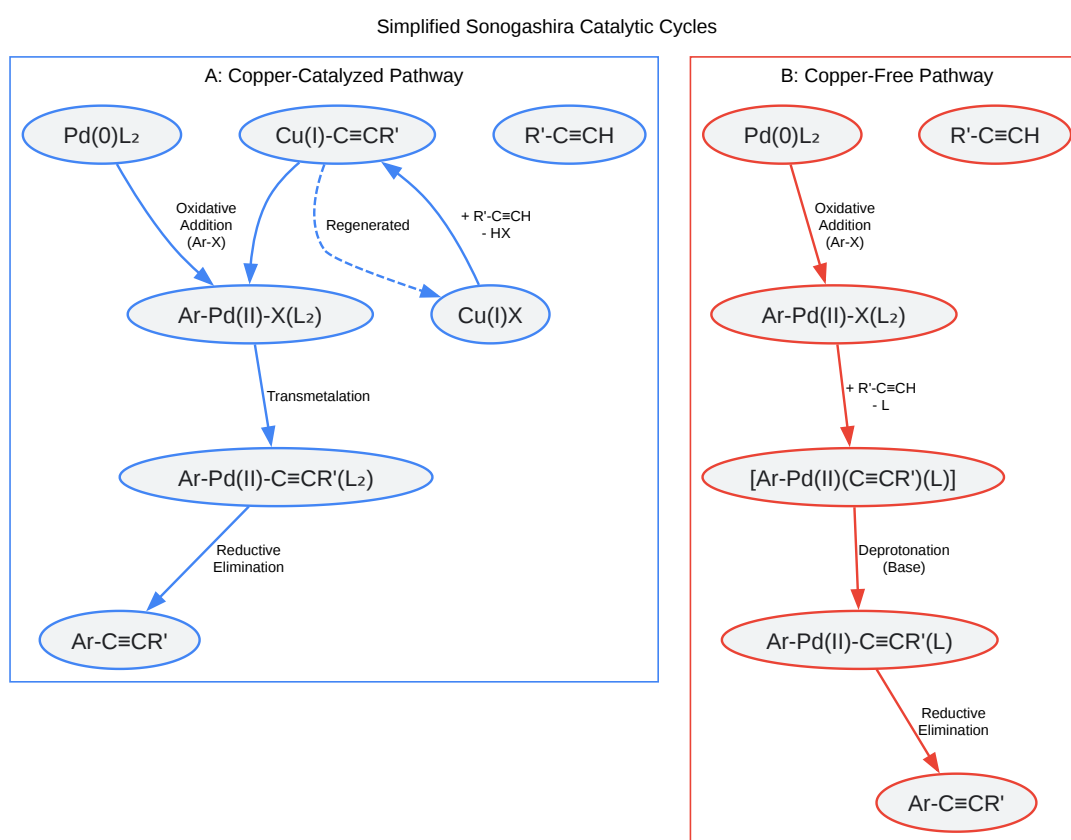 Simplified Sonogashira Catalytic Cycles
A: Copper-Catalyzed Pathway
Pd(0)L₂
Cu(I)-C≡CR'
R'-C≡CH
Oxidative
Addition
(Ar-X)
Regenerated
+ R'-C≡CH
- HX
Ar-Pd(II)-X(L₂)
Cu(I)X
Transmetalation
Ar-Pd(II)-C≡CR'(L₂)
Reductive
Elimination
Ar-C≡CR'
B: Copper-Free Pathway
Pd(0)L₂
R'-C≡CH
Oxidative
Addition
(Ar-X)
Ar-Pd(II)-X(L₂)
+ R'-C≡CH
- L
[Ar-Pd(II)(C≡CR')(L)]
Deprotonation
(Base)
Ar-Pd(II)-C≡CR'(L)
Reductive
Elimination
Ar-C≡CR'